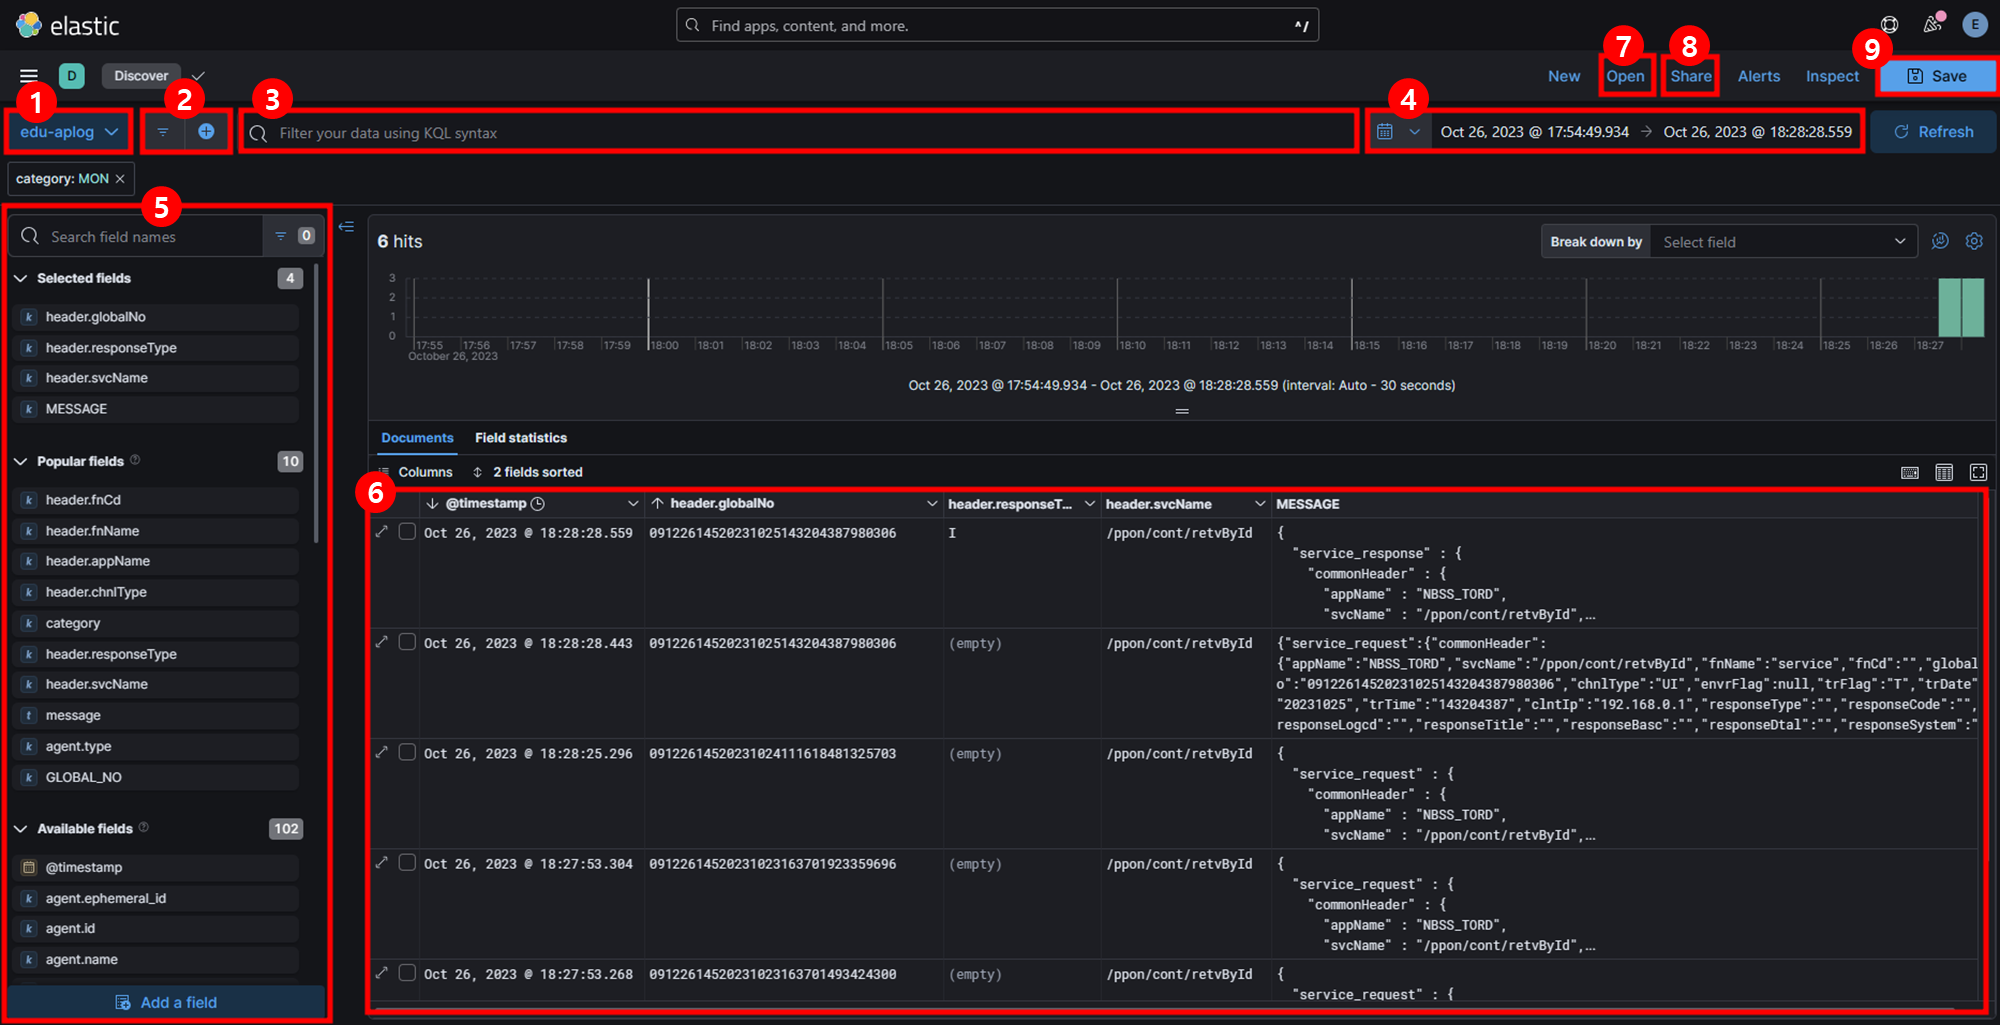 elastic
Find apps, content, and more.
^/
E
D
Discover
New
7
Open
8
Share
Alerts
Inspect
9
Save
1
edu-aplog
2
3
Filter your data using KQL syntax
4
Oct 26, 2023 @ 17:54:49.934 → Oct 26, 2023 @ 18:28:28.559
Refresh
category: MON ×
5
Search field names
0
Selected fields
4
k header.globalNo
k header.responseType
k header.svcName
k MESSAGE
Popular fields
10
k header.fnCd
k header.fnName
k header.appName
k header.chnlType
k category
k header.responseType
k header.svcName
t message
k agent.type
k GLOBAL_NO
Available fields
102
@timestamp
k agent.ephemeral_id
k agent.id
k agent.name
Add a field
6 hits
Break down by
Select field
3
2
1
0
17:55 17:56 17:57 17:58 17:59 18:00 18:01 18:02 18:03 18:04 18:05 18:06 18:07 18:08 18:09 18:10 18:11 18:12 18:13 18:14 18:15 18:16 18:17 18:18 18:19 18:20 18:21 18:22 18:23 18:24 18:25 18:26 18:27
October 26, 2023
Oct 26, 2023 @ 17:54:49.934 - Oct 26, 2023 @ 18:28:28.559 (interval: Auto - 30 seconds)
Documents
Field statistics
Columns
2 fields sorted
6
@timestamp header.globalNo header.responseT... header.svcName MESSAGE
Oct 26, 2023 @ 18:28:28.559 09122614520231025143204387980306 I /ppon/cont/retvById {
"service_response" : {
"commonHeader" : {
"appName" : "NBSS_TORD",
"svcName" : "/ppon/cont/retvById",...
Oct 26, 2023 @ 18:28:28.443 09122614520231025143204387980306 (empty) /ppon/cont/retvById {"service_request":{"commonHeader":
{"appName":"NBSS_TORD","svcName":"/ppon/cont/retvById","fnName":"service","fnCd":"","global
o":"09122614520231025143204387980306","chnlType":"UI","envrFlag":null,"trFlag":"T","trDate"
"20231025","trTime":"143204387","clntIp":"192.168.0.1","responseType":"","responseCode":"",
responseLogcd":"","responseTitle":"","responseBasc":"","responseDtal":"","responseSystem":"
Oct 26, 2023 @ 18:28:25.296 09122614520231024111618481325703 (empty) /ppon/cont/retvById {
"service_request" : {
"commonHeader" : {
"appName" : "NBSS_TORD",
"svcName" : "/ppon/cont/retvById",...
Oct 26, 2023 @ 18:27:53.304 09122614520231023163701923359696 (empty) /ppon/cont/retvById {
"service_request" : {
"commonHeader" : {
"appName" : "NBSS_TORD",
"svcName" : "/ppon/cont/retvById",...
Oct 26, 2023 @ 18:27:53.268 09122614520231023163701493424300 (empty) /ppon/cont/retvById {
"service_request" : {